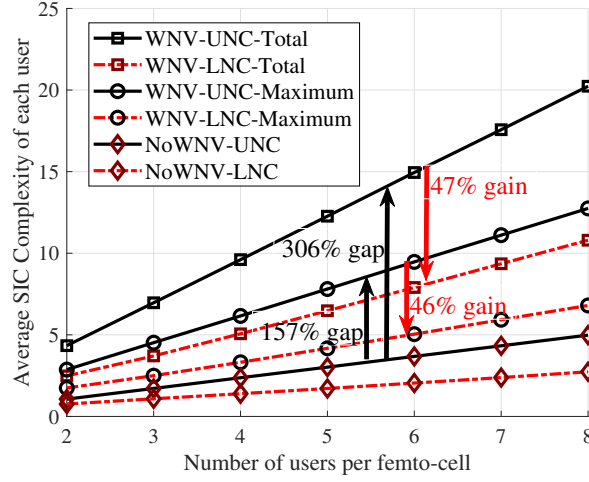 25
20
15
10
5
0
Average SIC Complexity of each user
WNV-UNC-Total
WNV-LNC-Total
WNV-UNC-Maximum
WNV-LNC-Maximum
NoWNV-UNC
NoWNV-LNC
47% gain
306% gap
46% gain
157% gap
2 3 4 5 6 7 8
Number of users per femto-cell